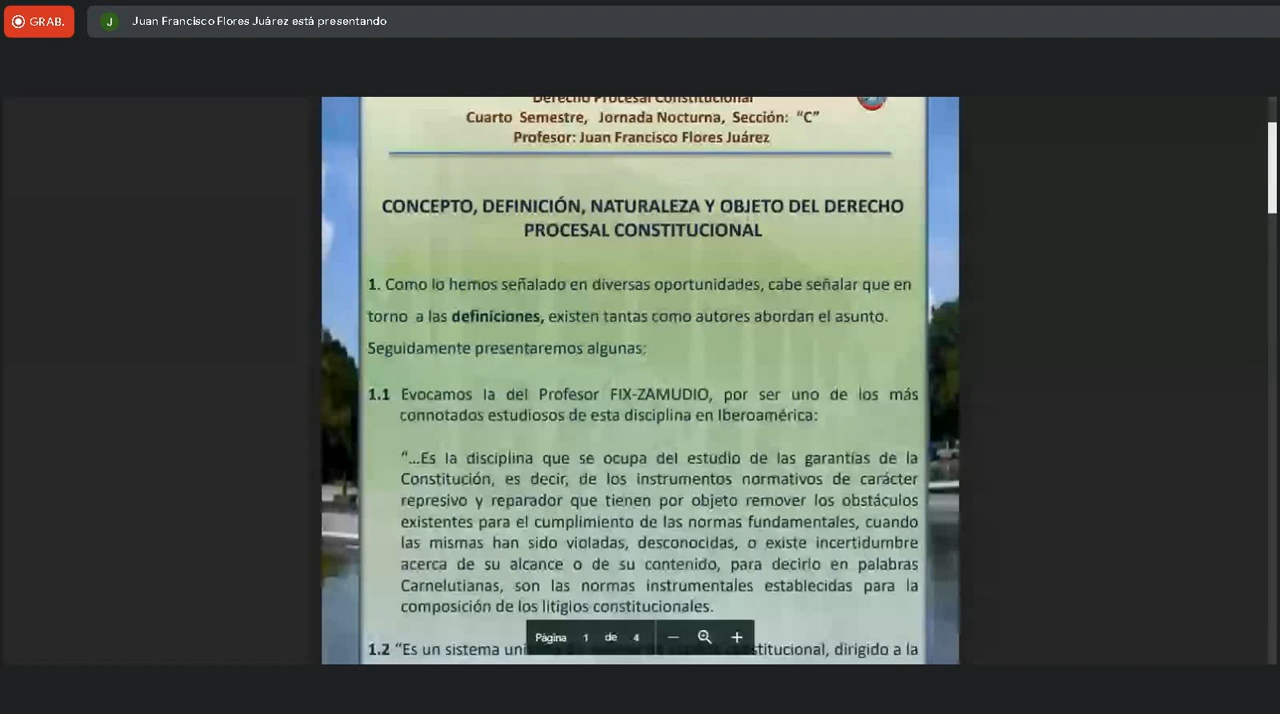 GRAB.
J
Juan Francisco Flores Juárez está presentando
Derecho Procesal Constitucional
Cuarto Semestre, Jornada Nocturna, Sección: “C”
Profesor: Juan Francisco Flores Juárez
CONCEPTO, DEFINICIÓN, NATURALEZA Y OBJETO DEL DERECHO
PROCESAL CONSTITUCIONAL
1. Como lo hemos señalado en diversas oportunidades, cabe señalar que en
torno a las definiciones, existen tantas como autores abordan el asunto.
Seguidamente presentaremos algunas:
1.1 Evocamos la del Profesor FIX-ZAMUDIO, por ser uno de los más
connotados estudiosos de esta disciplina en Iberoamérica:
“...Es la disciplina que se ocupa del estudio de las garantías de la
Constitución, es decir, de los instrumentos normativos de carácter
represivo y reparador que tienen por objeto remover los obstáculos
existentes para el cumplimiento de las normas fundamentales, cuando
las mismas han sido violadas, desconocidas, o existe incertidumbre
acerca de su alcance o de su contenido, para decirlo en palabras
Carnelutianas, son las normas instrumentales establecidas para la
composición de los litigios constitucionales.
Página 1 de 4
1.2 “Es un sistema dirigido a la